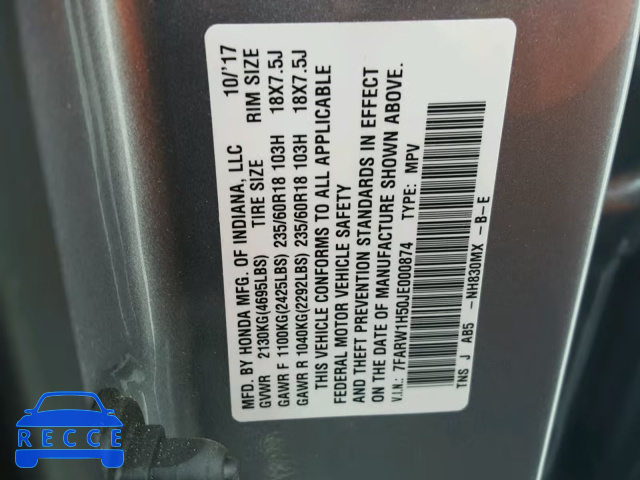 MFD. BY HONDA MFG. OF INDIANA, LLC 10/'17
GVWR 2130KG(4695LBS) TIRE SIZE RIM SIZE
GAWR F 1100KG(2425LBS) 235/60R18 103H 18X7.5J
GAWR R 1040KG(2292LBS) 235/60R18 103H 18X7.5J
THIS VEHICLE CONFORMS TO ALL APPLICABLE
FEDERAL MOTOR VEHICLE SAFETY
AND THEFT PREVENTION STANDARDS IN EFFECT
ON THE DATE OF MANUFACTURE SHOWN ABOVE.
V.I.N.: 7FARW1H50JE000874 TYPE: MPV
TNS J AB5 -NH830MX -B-E
RECCE